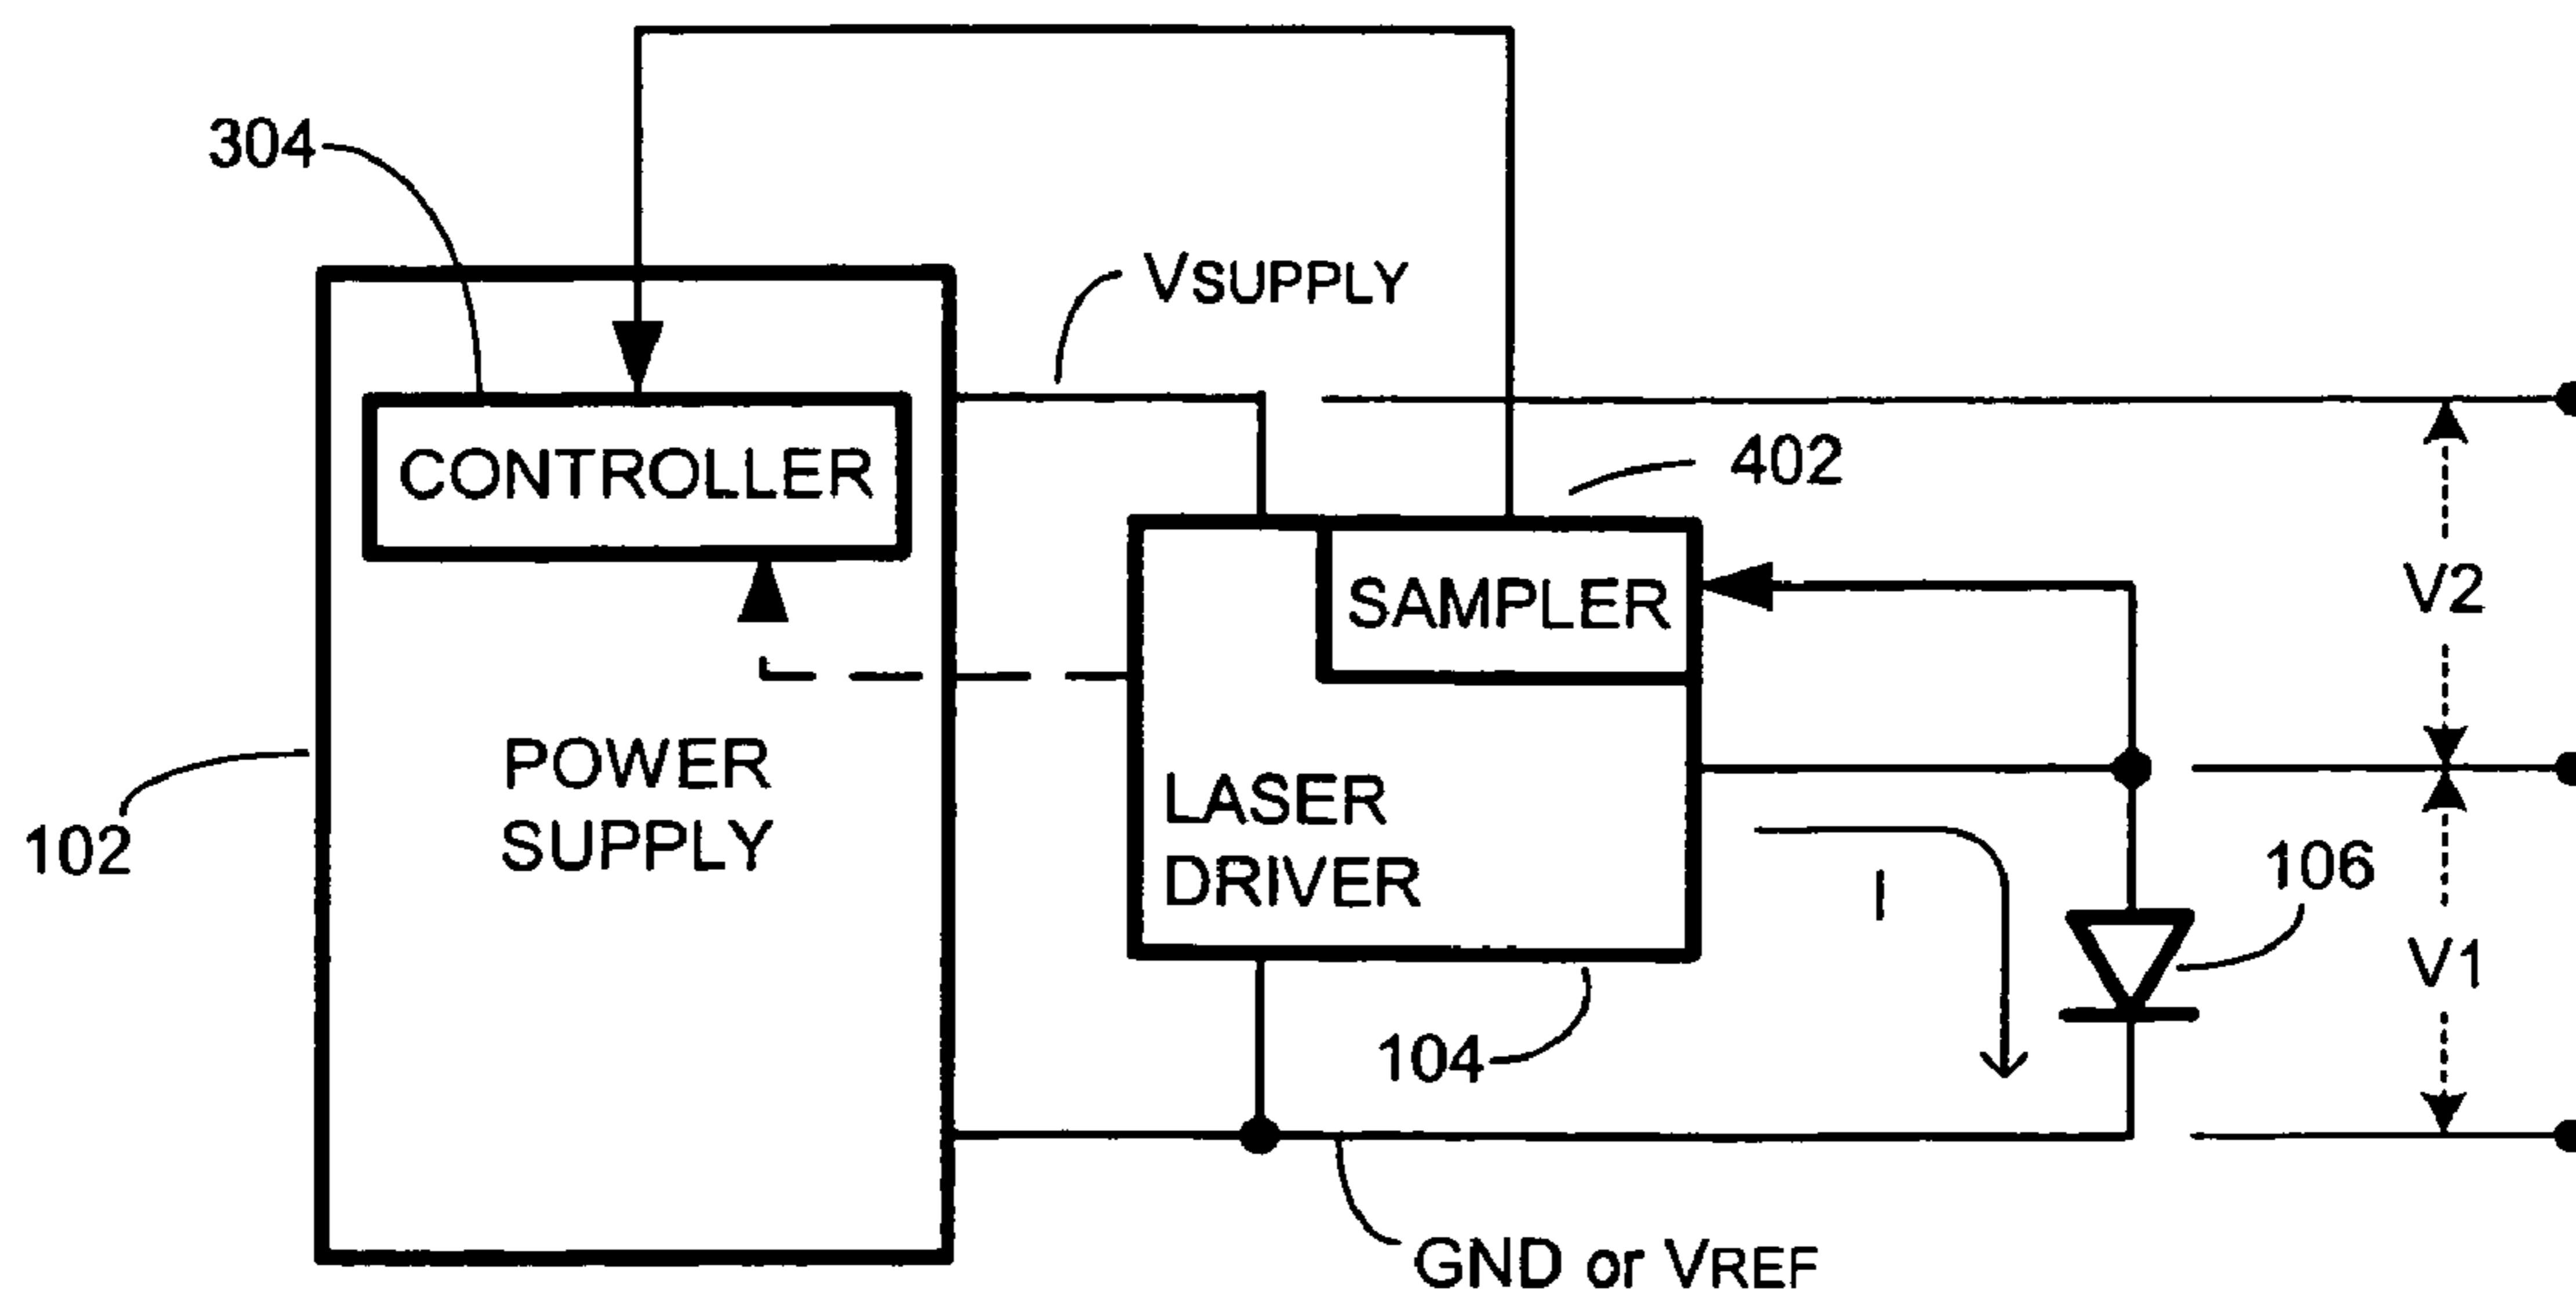 304
VSUPPLY
CONTROLLER
402
SAMPLER
V2
POWER
SUPPLY
LASER
DRIVER
102
I
106
V1
104
GND or VREF